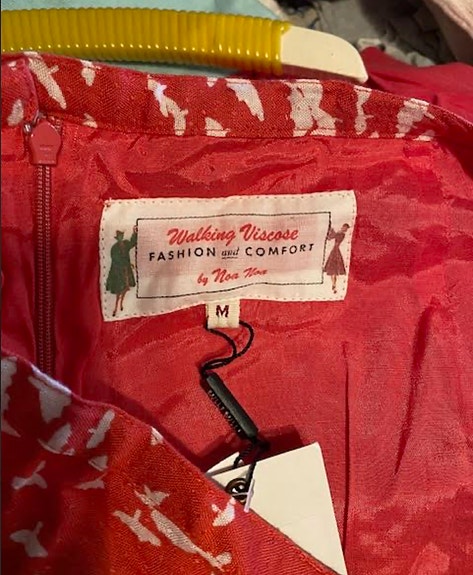 Walking Viscose
FASHION and COMFORT
by Noa Noa
M